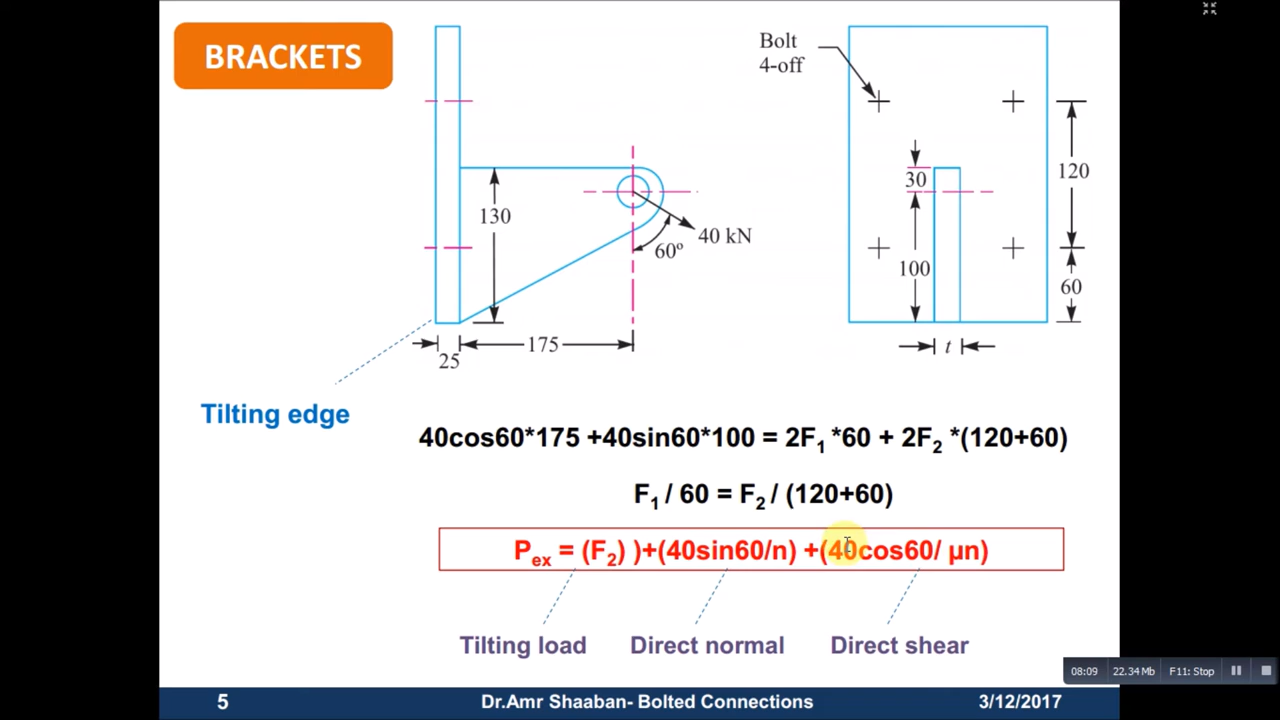 BRACKETS
Bolt
4-off
130
40 kN
60º
175
25
30
100
120
60
t
Tilting edge
40cos60*175 +40sin60*100 = 2F₁ *60 + 2F₂ *(120+60)
F₁ / 60 = F₂ / (120+60)
Pₑₓ = (F₂) )+(40sin60/n) +(40cos60/ µn)
Tilting load Direct normal Direct shear
08:09 22.34 Mb F11: Stop
5 Dr.Amr Shaaban- Bolted Connections 3/12/2017